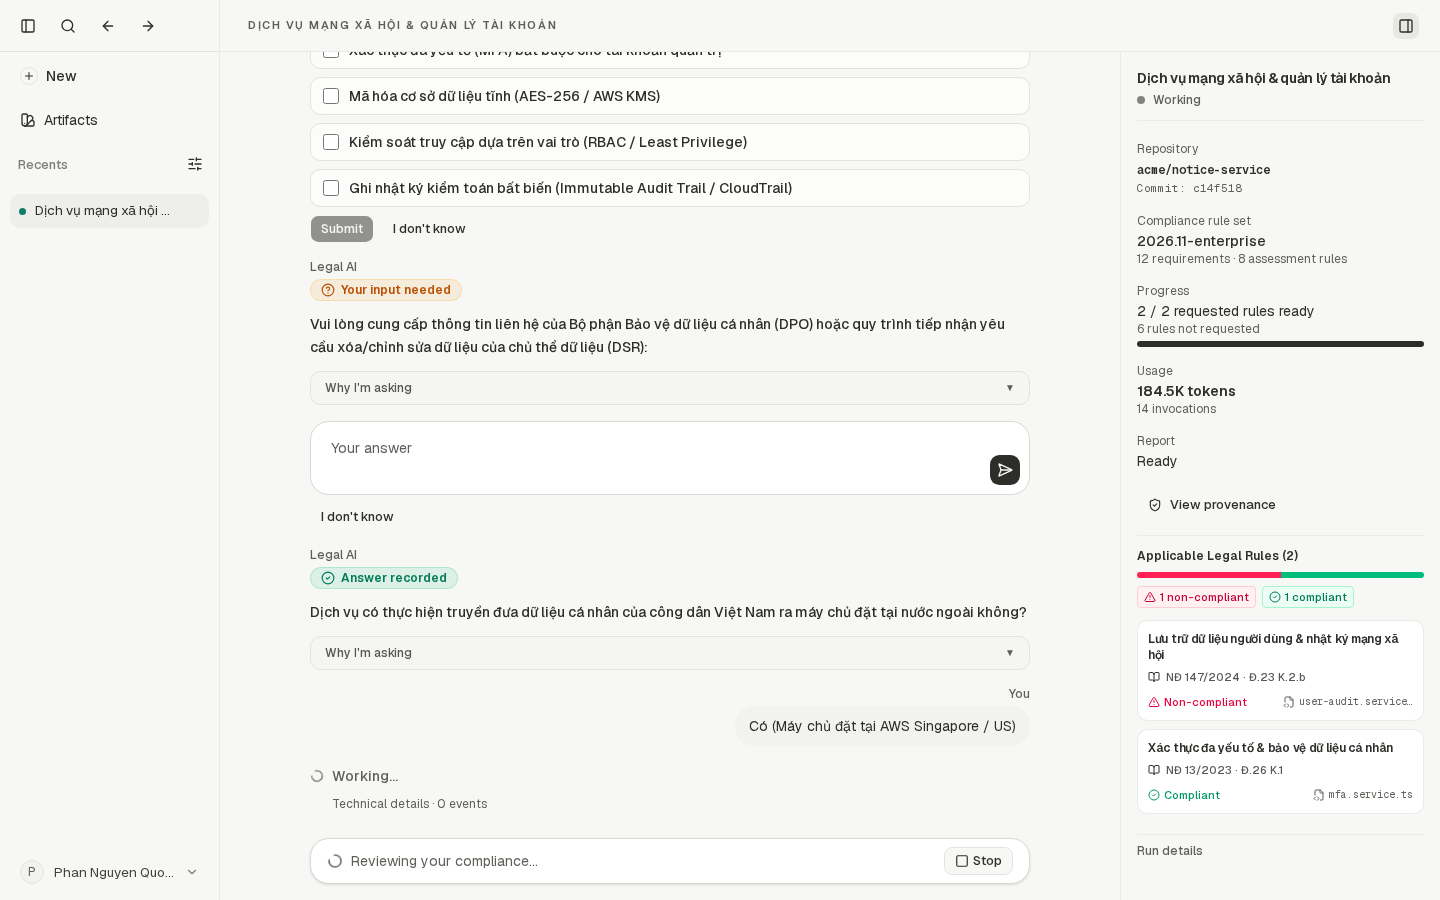 DỊCH VỤ MẠNG XÃ HỘI & QUẢN LÝ TÀI KHOẢN
New
Artifacts
Recents
Dịch vụ mạng xã hội ...
Phan Nguyen Quo...
P
Xác thực đa yếu tố (MFA) bắt buộc cho tài khoản quản trị
Mã hóa cơ sở dữ liệu tĩnh (AES-256 / AWS KMS)
Kiểm soát truy cập dựa trên vai trò (RBAC / Least Privilege)
Ghi nhật ký kiểm toán bất biến (Immutable Audit Trail / CloudTrail)
Submit
I don't know
Legal AI
Your input needed
Vui lòng cung cấp thông tin liên hệ của Bộ phận Bảo vệ dữ liệu cá nhân (DPO) hoặc quy trình tiếp nhận yêu
cầu xóa/chỉnh sửa dữ liệu của chủ thể dữ liệu (DSR):
Why I'm asking
Your answer
I don't know
Legal AI
Answer recorded
Dịch vụ có thực hiện truyền đưa dữ liệu cá nhân của công dân Việt Nam ra máy chủ đặt tại nước ngoài không?
Why I'm asking
You
Có (Máy chủ đặt tại AWS Singapore / US)
Working...
Technical details · 0 events
Reviewing your compliance...
Stop
Dịch vụ mạng xã hội & quản lý tài khoản
Working
Repository
acme/notice-service
Commit: c14f518
Compliance rule set
2026.11-enterprise
12 requirements · 8 assessment rules
Progress
2 / 2 requested rules ready
6 rules not requested
Usage
184.5K tokens
14 invocations
Report
Ready
View provenance
Applicable Legal Rules (2)
1 non-compliant
1 compliant
Lưu trữ dữ liệu người dùng & nhật ký mạng xã
hội
NĐ 147/2024 · Đ.23 K.2.b
Non-compliant
user-audit.service…
Xác thực đa yếu tố & bảo vệ dữ liệu cá nhân
NĐ 13/2023 · Đ.26 K.1
Compliant
mfa.service.ts
Run details